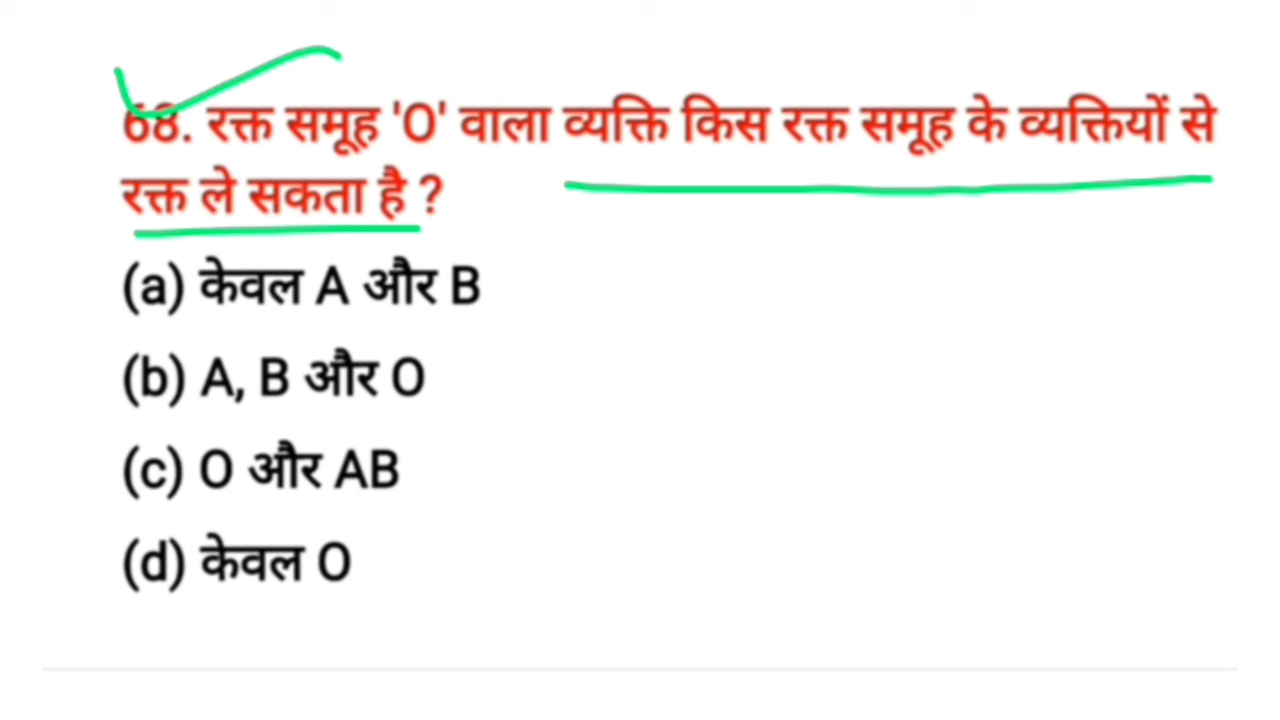 68. रक्त समूह 'O' वाला व्यक्ति किस रक्त समूह के व्यक्तियों से
रक्त ले सकता है ?
(a) केवल A और B
(b) A, B और O
(c) O और AB
(d) केवल O